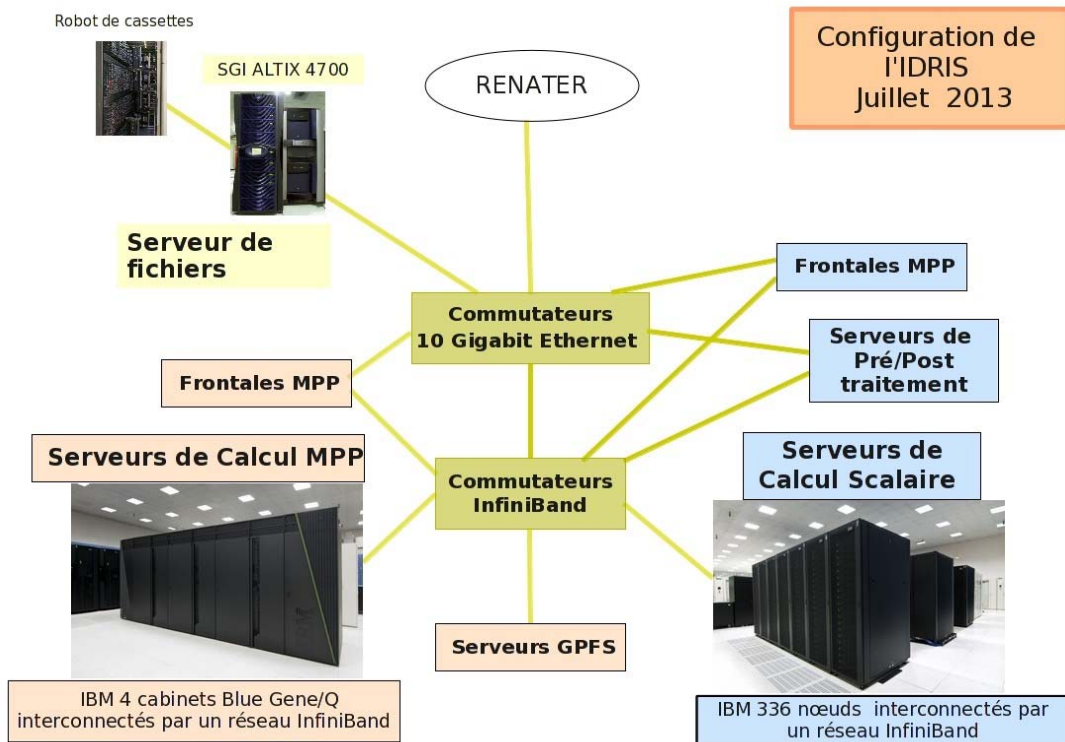 Robot de cassettes
SGI ALTIX 4700
RENATER
Configuration de
l'IDRIS
Juillet 2013
Serveur de
fichiers
Frontales MPP
Commutateurs
10 Gigabit Ethernet
Serveurs de
Pré/Post
traitement
Frontales MPP
Serveurs de Calcul MPP
Commutateurs
InfiniBand
Serveurs de
Calcul Scalaire
IBM
Serveurs GPFS
IBM 4 cabinets Blue Gene/Q
interconnectés par un réseau InfiniBand
IBM 336 nœuds interconnectés par
un réseau InfiniBand